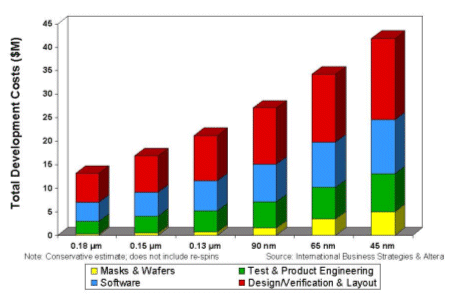 Total Development Costs ($M)
45
40
35
30
25
20
15
10
5
0
0.18 µm 0.15 µm 0.13 µm 90 nm 65 nm 45 nm
Note: Conservative estimate; does not include re-spins Source: International Business Strategies & Altera
Masks & Wafers Test & Product Engineering
Software Design/Verification & Layout